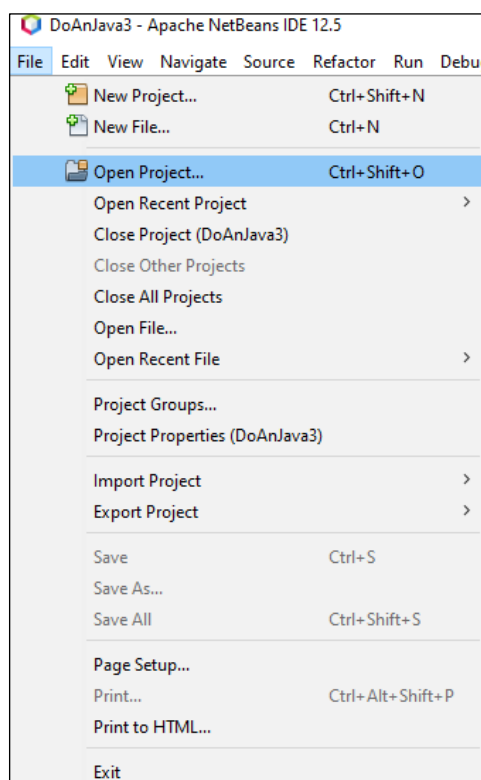 DoAnJava3 - Apache NetBeans IDE 12.5
File Edit View Navigate Source Refactor Run Debu
New Project... Ctrl+Shift+N
New File... Ctrl+N
Open Project... Ctrl+Shift+O
Open Recent Project
Close Project (DoAnJava3)
Close Other Projects
Close All Projects
Open File...
Open Recent File
Project Groups...
Project Properties (DoAnJava3)
Import Project
Export Project
Save Ctrl+S
Save As...
Save All Ctrl+Shift+S
Page Setup...
Print... Ctrl+Alt+Shift+P
Print to HTML...
Exit